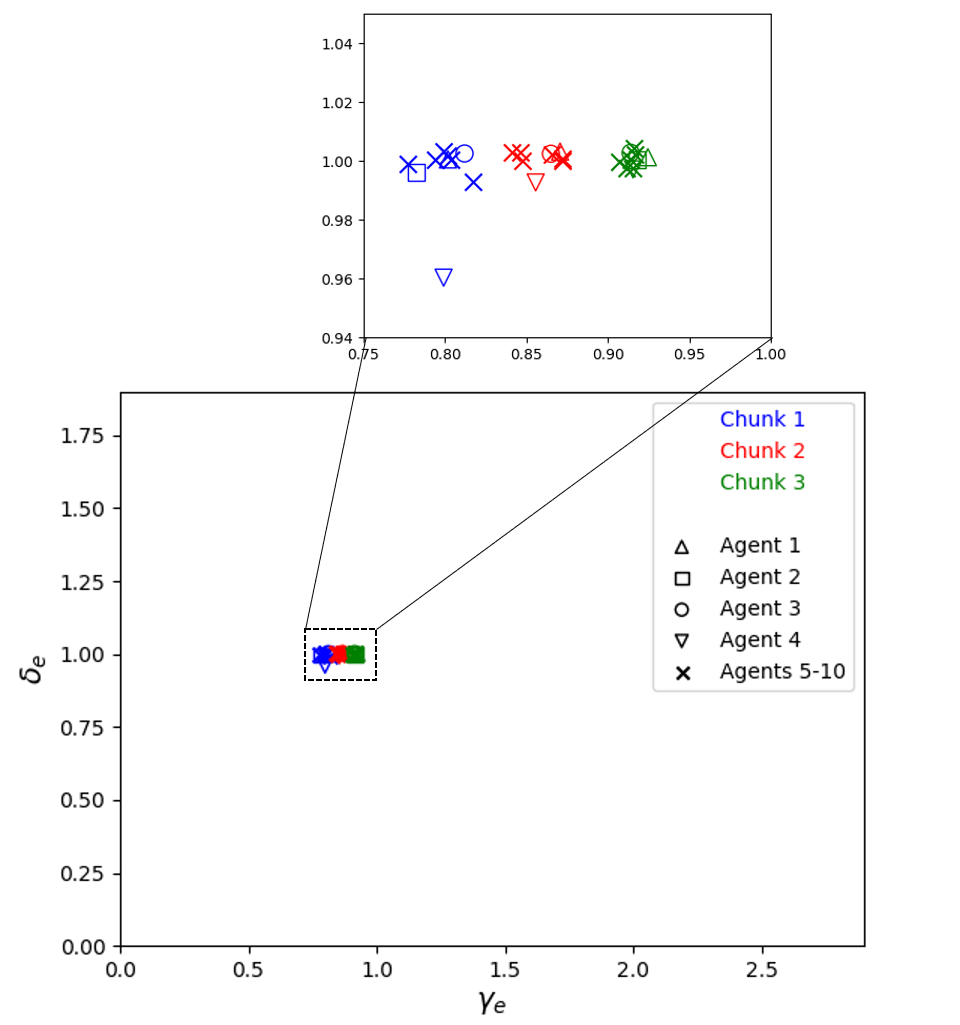 1.04
1.02
1.00
0.98
0.96
0.94
0.75 0.80 0.85 0.90 0.95 1.00
1.75
1.50
1.25
1.00
0.75
0.50
0.25
0.00
δe
0.0 0.5 1.0 1.5 2.0 2.5
γe
Chunk 1
Chunk 2
Chunk 3
Agent 1
Agent 2
Agent 3
Agent 4
Agents 5-10